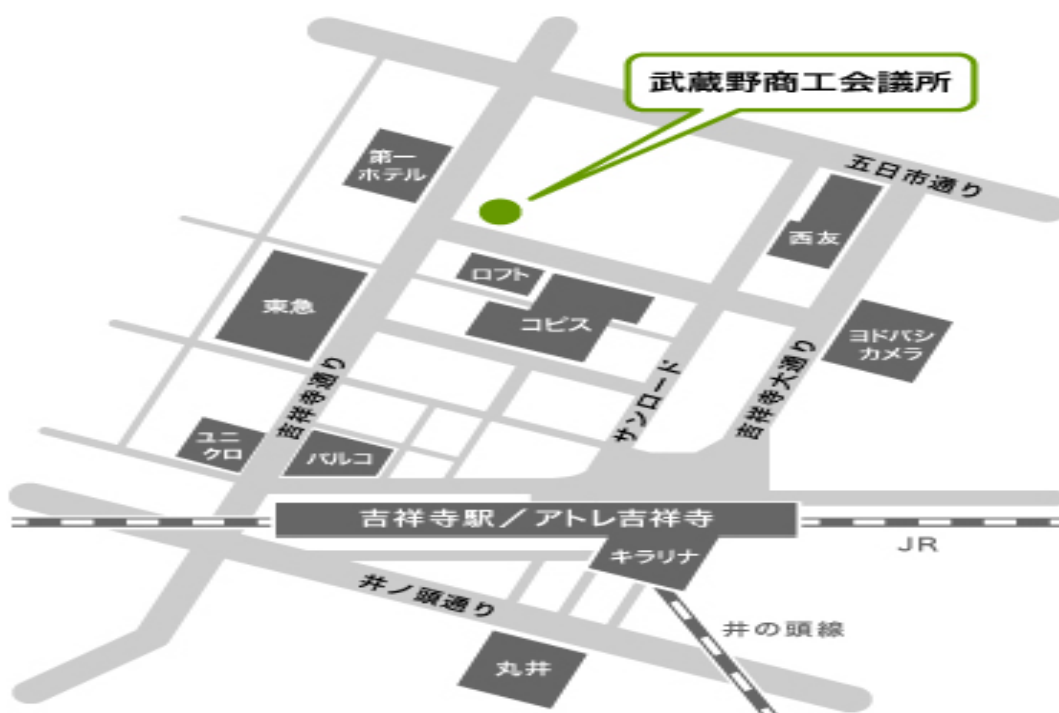 武蔵野商工会議所
五日市通り
第一
ホテル
西友
ロフト
東急
コピス
ヨドバシ
カメラ
吉祥寺通り
サンロード
吉祥寺大通り
ユニ
クロ
パルコ
吉祥寺駅／アトレ吉祥寺
JR
キラリナ
井ノ頭通り
井の頭線
丸井